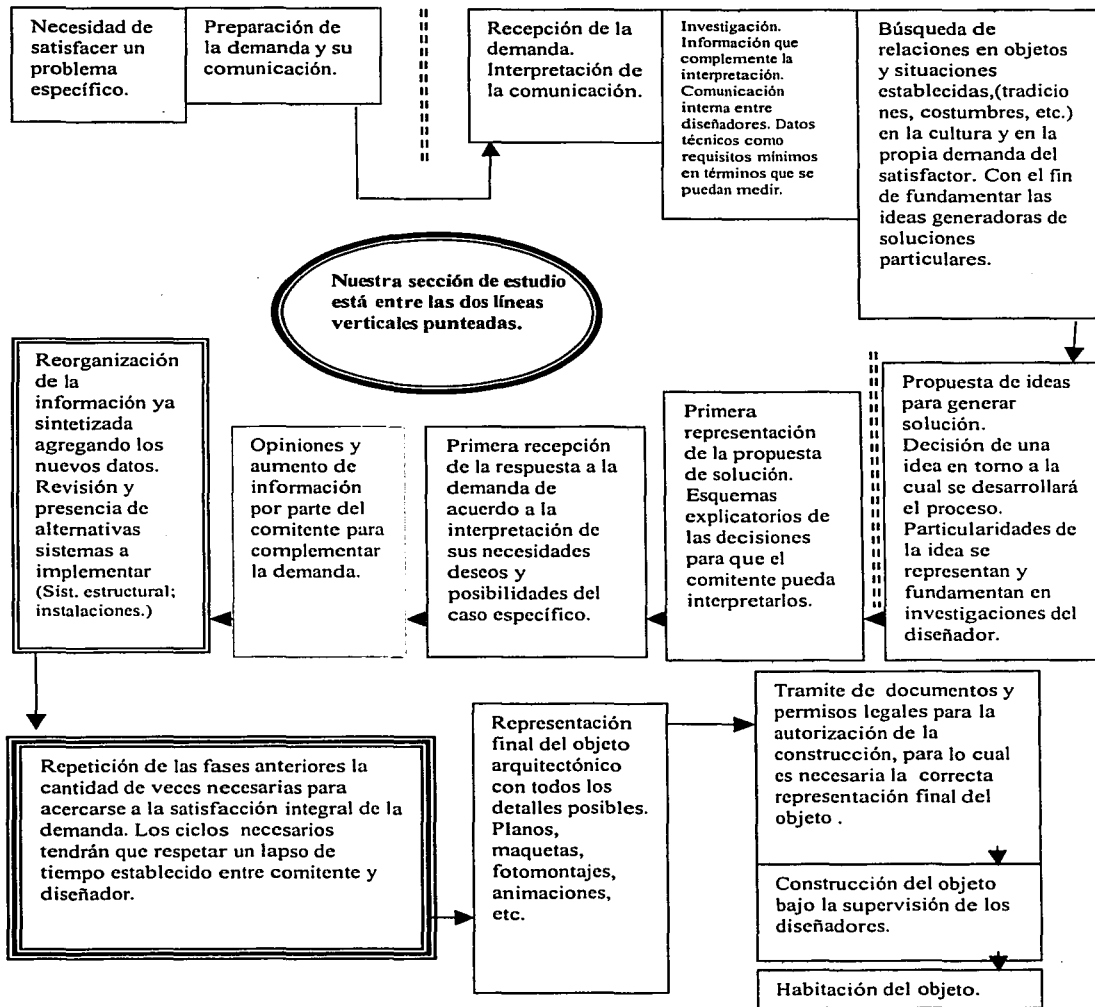 Necesidad de
satisfacer un
problema
específico.
Preparación de
la demanda y su
comunicación.
Recepción de la
demanda.
Interpretación de
la comunicación.
Investigación.
Información que
complemente la
interpretación.
Comunicación
interna entre
diseñadores. Datos
técnicos como
requisitos mínimos
en términos que se
puedan medir.
Búsqueda de
relaciones en objetos
y situaciones
establecidas,(tradicio
nes, costumbres, etc.)
en la cultura y en la
propia demanda del
satisfactor. Con el fin
de fundamentar las
ideas generadoras de
soluciones
particulares.
Nuestra sección de estudio
está entre las dos líneas
verticales punteadas.
Propuesta de ideas
para generar
solución.
Decisión de una
idea en torno a la
cual se desarrollará
el proceso.
Particularidades de
la idea se
representan y
fundamentan en
investigaciones del
diseñador.
Primera
representación
de la propuesta
de solución.
Esquemas
explicatorios de
las decisiones
para que el
comitente pueda
interpretarlos.
Primera recepción
de la respuesta a la
demanda de
acuerdo a la
interpretación de
sus necesidades
deseos y
posibilidades del
caso específico.
Opiniones y
aumento de
información
por parte del
comitente para
complementar
la demanda.
Reorganización
de la
información ya
sintetizada
agregando los
nuevos datos.
Revisión y
presencia de
alternativas
sistemas a
implementar
(Sist. estructural;
instalaciones.)
Repetición de las fases anteriores la
cantidad de veces necesarias para
acercarse a la satisfacción integral de la
demanda. Los ciclos necesarios
tendrán que respetar un lapso de
tiempo establecido entre comitente y
diseñador.
Representación
final del objeto
arquitectónico
con todos los
detalles posibles.
Planos,
maquetas,
fotomontajes,
animaciones,
etc.
Tramite de documentos y
permisos legales para la
autorización de la
construcción, para lo cual
es necesaria la correcta
representación final del
objeto .
Construcción del objeto
bajo la supervisión de los
diseñadores.
Habitación del objeto.